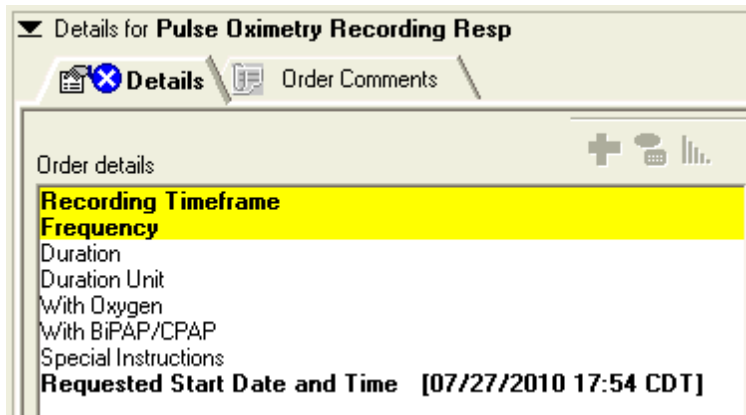 Details for Pulse Oximetry Recording Resp
Details
Order Comments
Order details
Recording Timeframe
Frequency
Duration
Duration Unit
With Oxygen
With BiPAP/CPAP
Special Instructions
Requested Start Date and Time [07/27/2010 17:54 CDT]